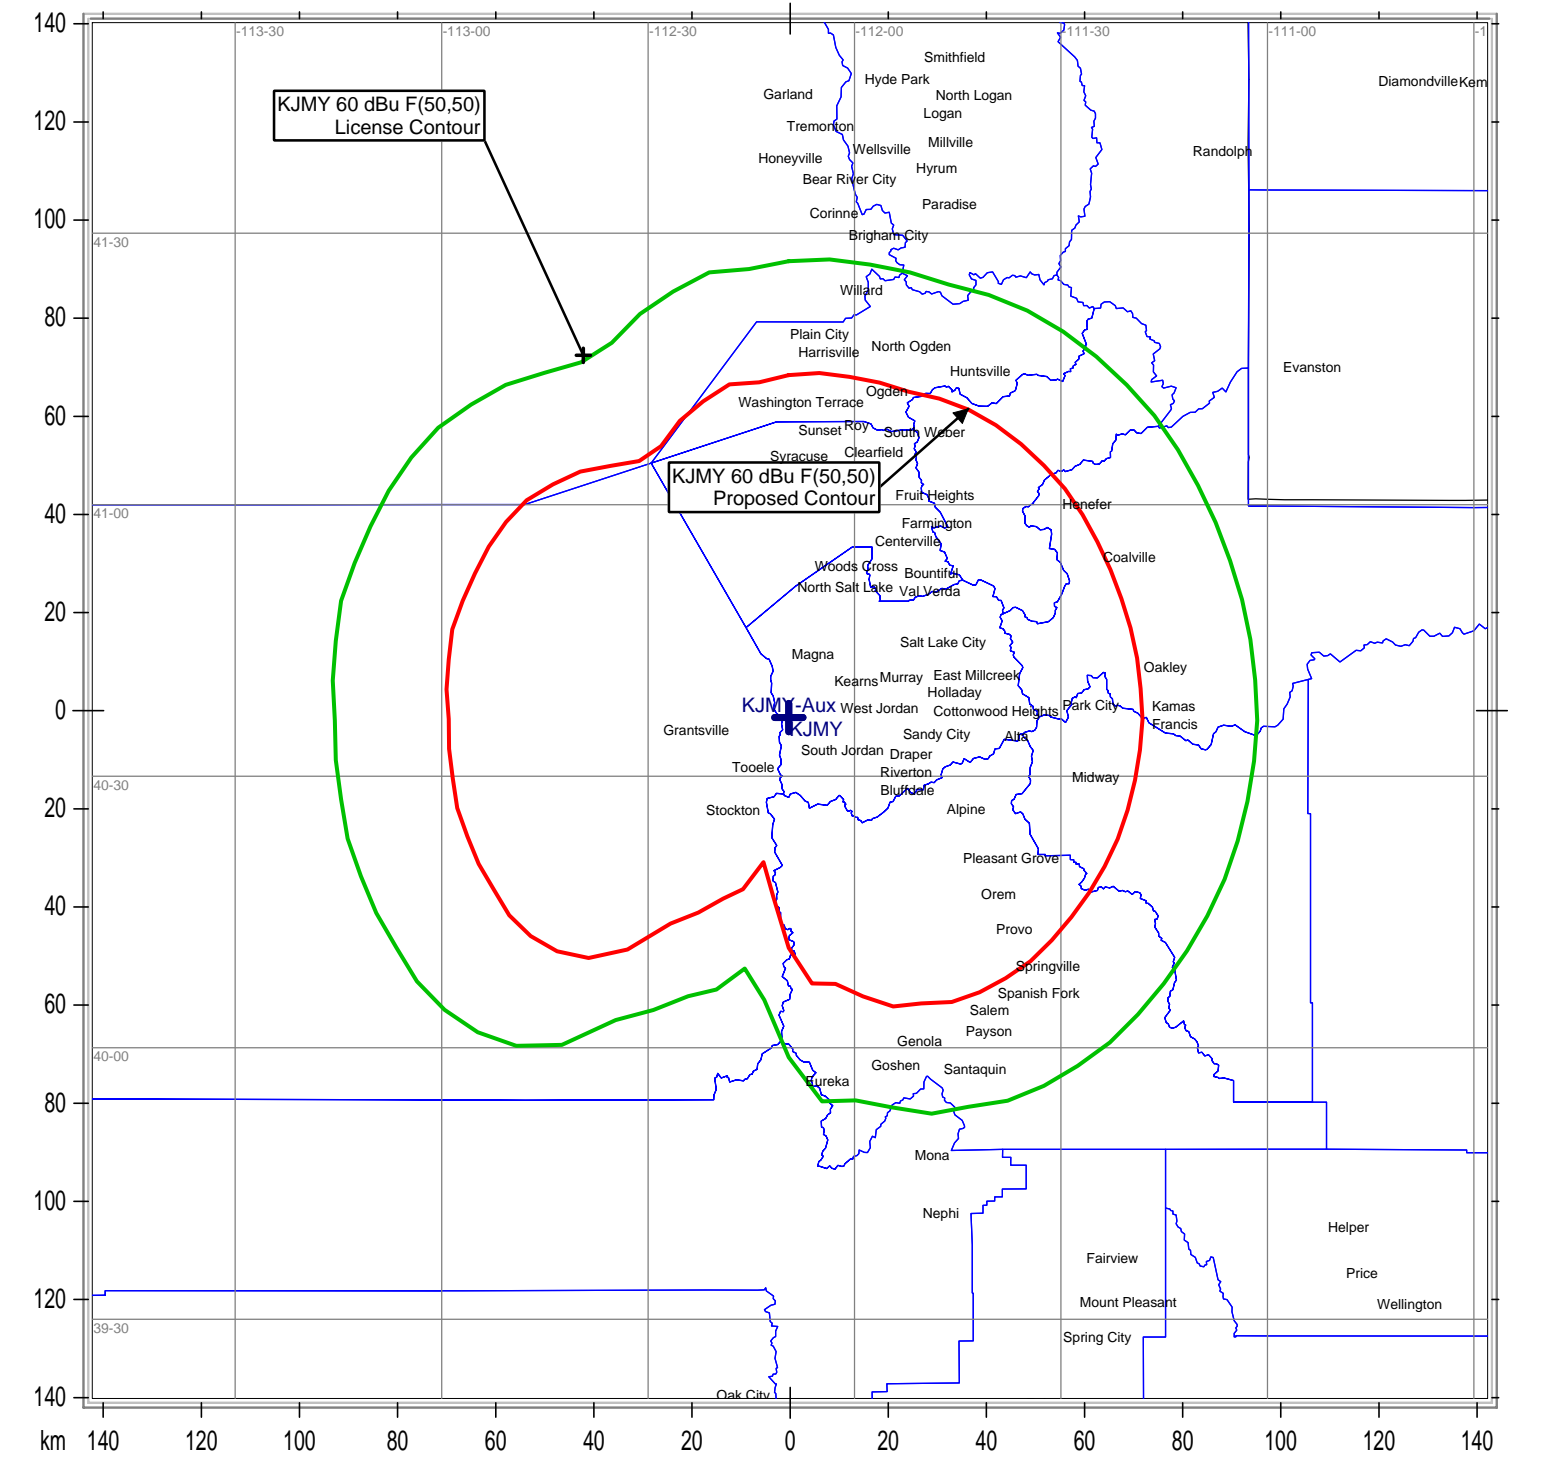 140
-113-30
-113-00
-112-30
-112-00
-111-30
-111-00
-1
Smithfield
Hyde Park
Diamondville
Kem
Garland
North Logan
KJMY 60 dBu F(50,50)
License Contour
Logan
120
Tremonton
Millville
Wellsville
Randolph
Honeyville
Hyrum
Bear River City
Paradise
Corinne
100
Brigham City
41-30
Willard
80
Plain City
North Ogden
Harrisville
Huntsville
Evanston
Ogden
Washington Terrace
60
Sunset
Roy
South Weber
Syracuse
Clearfield
KJMY 60 dBu F(50,50)
Proposed Contour
Fruit Heights
Henefer
40
41-00
Farmington
Centerville
Coalville
Woods Cross
Bountiful
North Salt Lake
Val Verda
20
Salt Lake City
Magna
Oakley
Kearns
Murray
East Millcreek
Holladay
KJMY-Aux
West Jordan
Cottonwood Heights
Park City
Kamas
0
KJMY
Francis
Grantsville
Sandy City
Alta
South Jordan
Draper
Tooele
Riverton
Midway
40-30
Bluffdale
20
Stockton
Alpine
Pleasant Grove
Orem
40
Provo
Springville
Spanish Fork
60
Salem
Payson
Genola
40-00
Goshen
Santaquin
Eureka
80
Mona
100
Nephi
Helper
Fairview
Price
120
Mount Pleasant
Wellington
39-30
Spring City
140
Oak City
km
140
120
100
80
60
40
20
0
20
40
60
80
100
120
140